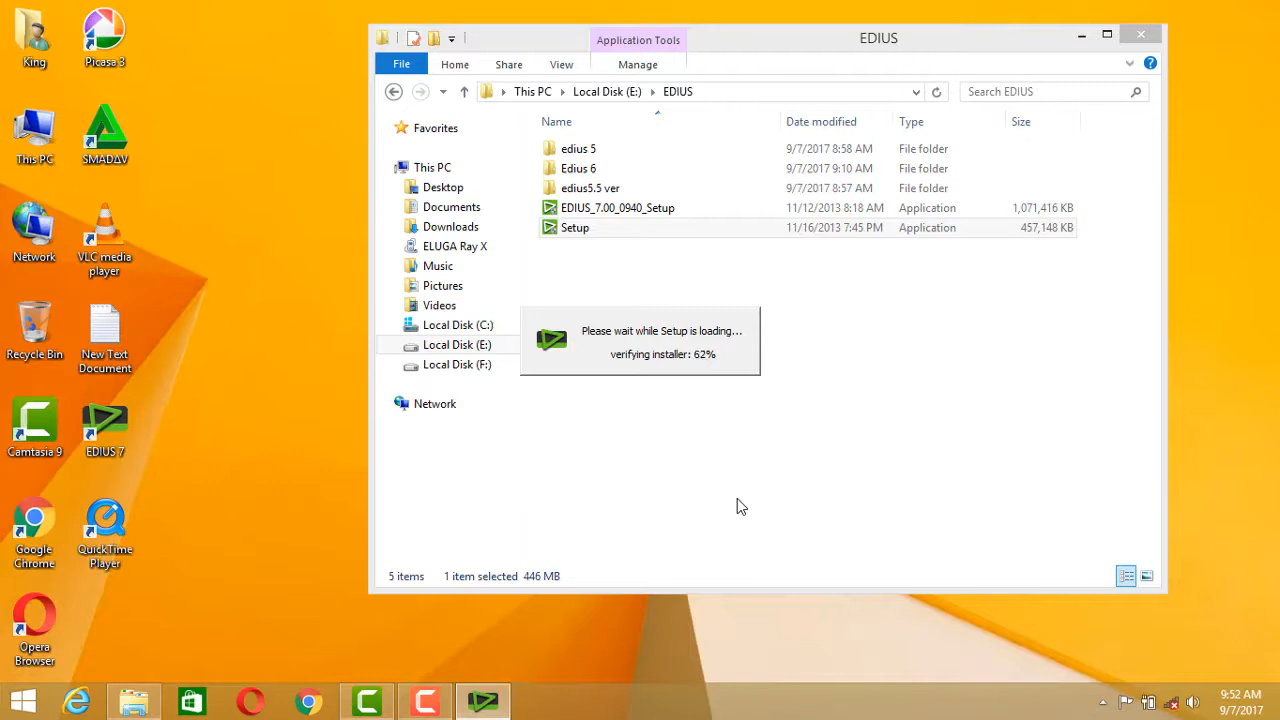 King
Picasa 3
This PC
SMADΔV
Network
VLC media
player
Recycle Bin
New Text
Document
Camtasia 9
EDIUS 7
Google
Chrome
QuickTime
Player
Opera
Browser
Application Tools
EDIUS
File
Home
Share
View
Manage
This PC
Local Disk (E:)
EDIUS
Search EDIUS
Favorites
This PC
Desktop
Documents
Downloads
ELUGA Ray X
Music
Pictures
Videos
Local Disk (C:)
Local Disk (E:)
Local Disk (F:)
Network
Name Date modified Type Size
edius 5 9/7/2017 8:58 AM File folder
Edius 6 9/7/2017 9:10 AM File folder
edius5.5 ver 9/7/2017 8:57 AM File folder
EDIUS_7.00_0940_Setup 11/12/2013 8:18 AM Application 1,071,416 KB
Setup 11/16/2013 7:45 PM Application 457,148 KB
Please wait while Setup is loading...
verifying installer: 62%
5 items 1 item selected 446 MB
9:52 AM
9/7/2017